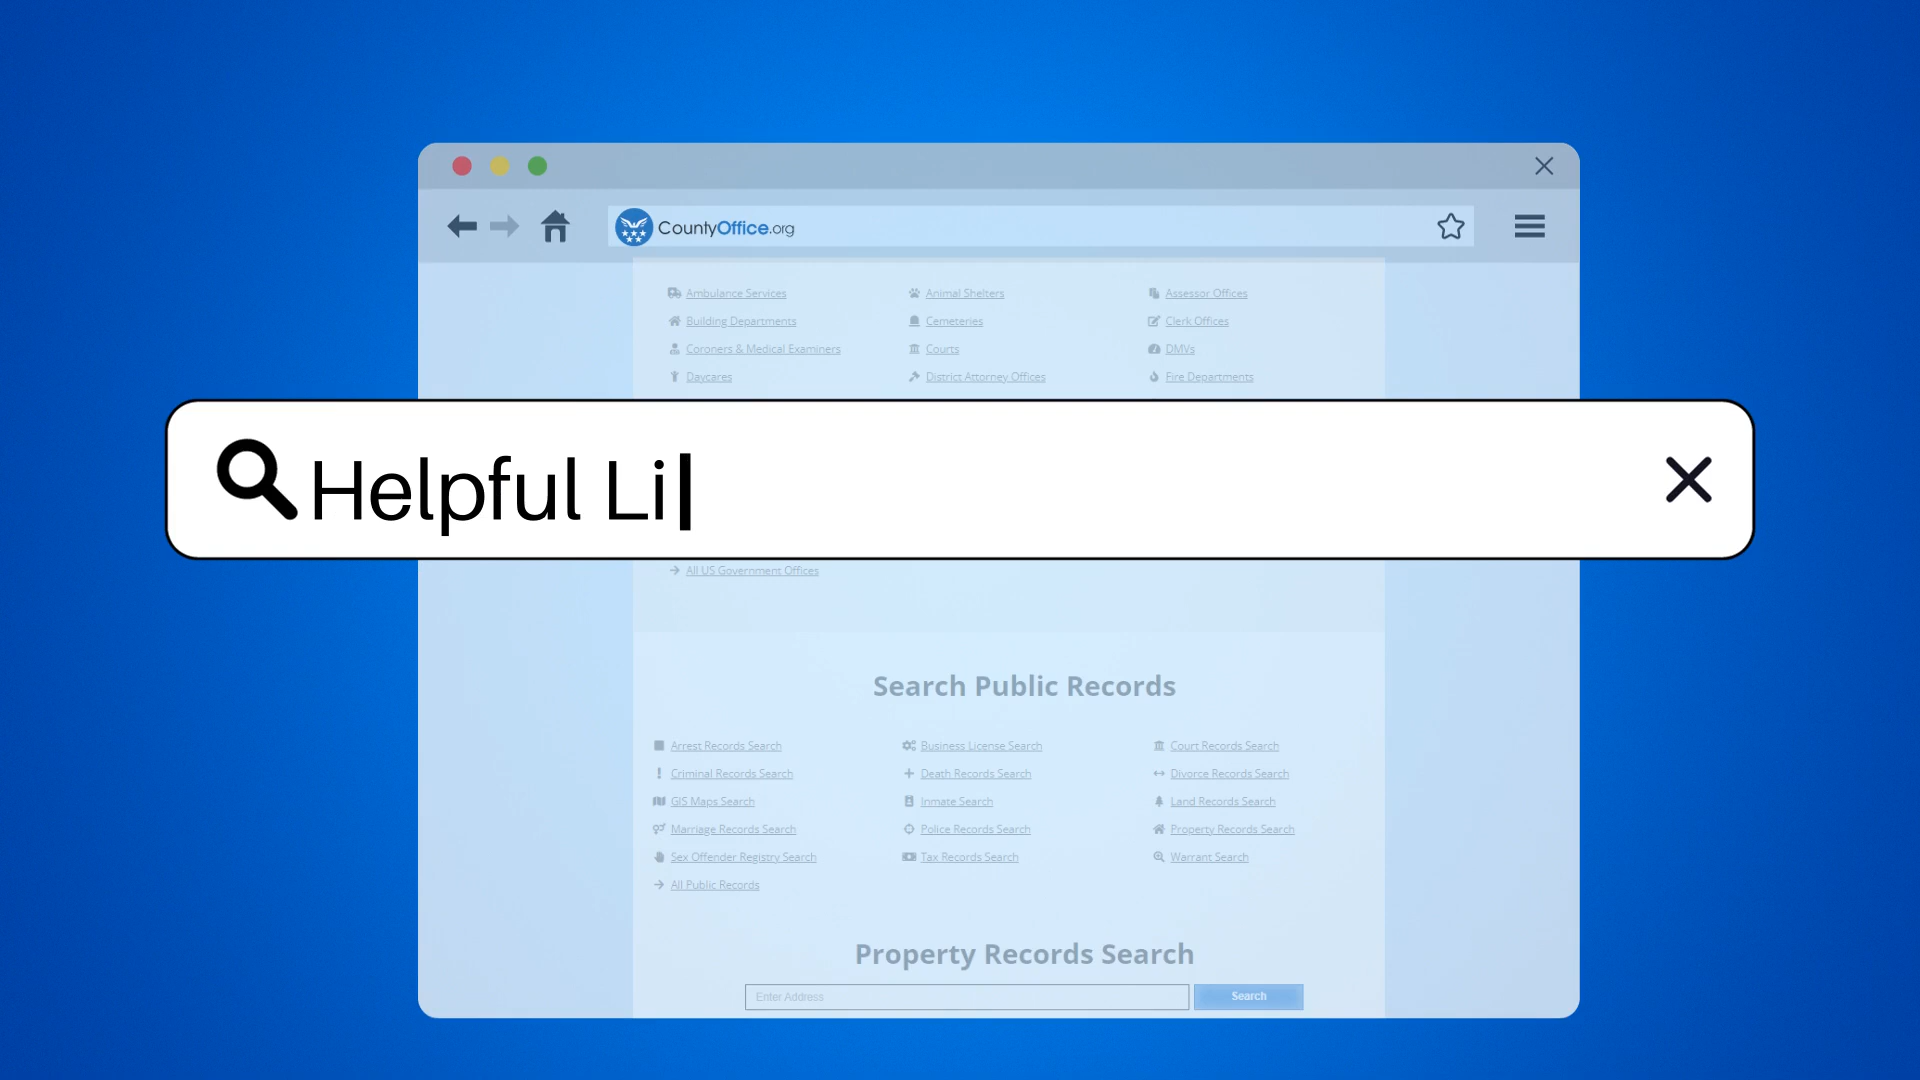 CountyOffice.org
Ambulance Services Animal Shelters Assessor Offices
Building Departments Cemeteries Clerk Offices
Coroners & Medical Examiners Courts DMVs
Daycares District Attorney Offices Fire Departments
Helpful Li
All US Government Offices
Search Public Records
Arrest Records Search Business License Search Court Records Search
Criminal Records Search Death Records Search Divorce Records Search
GIS Maps Search Inmate Search Land Records Search
Marriage Records Search Police Records Search Property Records Search
Sex Offender Registry Search Tax Records Search Warrant Search
All Public Records
Property Records Search
Enter Address Search